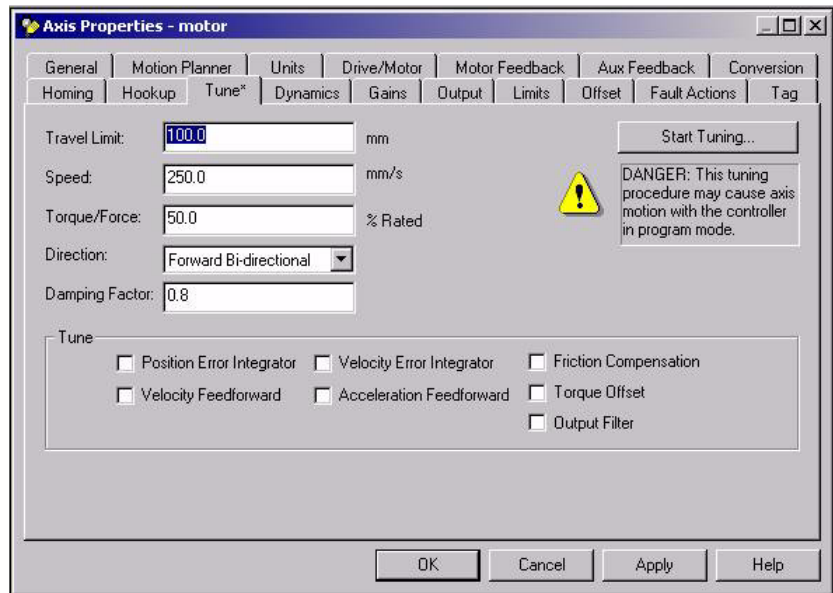 Axis Properties - motor
General Motion Planner Units Drive/Motor Motor Feedback Aux Feedback Conversion
Homing Hookup Tune* Dynamics Gains Output Limits Offset Fault Actions Tag
Travel Limit: 100.0 mm Start Tuning...
Speed: 250.0 mm/s
DANGER: This tuning
procedure may cause axis
motion with the controller
in program mode.
Torque/Force: 50.0 % Rated
Direction: Forward Bi-directional
Damping Factor: 0.8
Tune
Position Error Integrator Velocity Error Integrator Friction Compensation
Velocity Feedforward Acceleration Feedforward Torque Offset
Output Filter
OK Cancel Apply Help